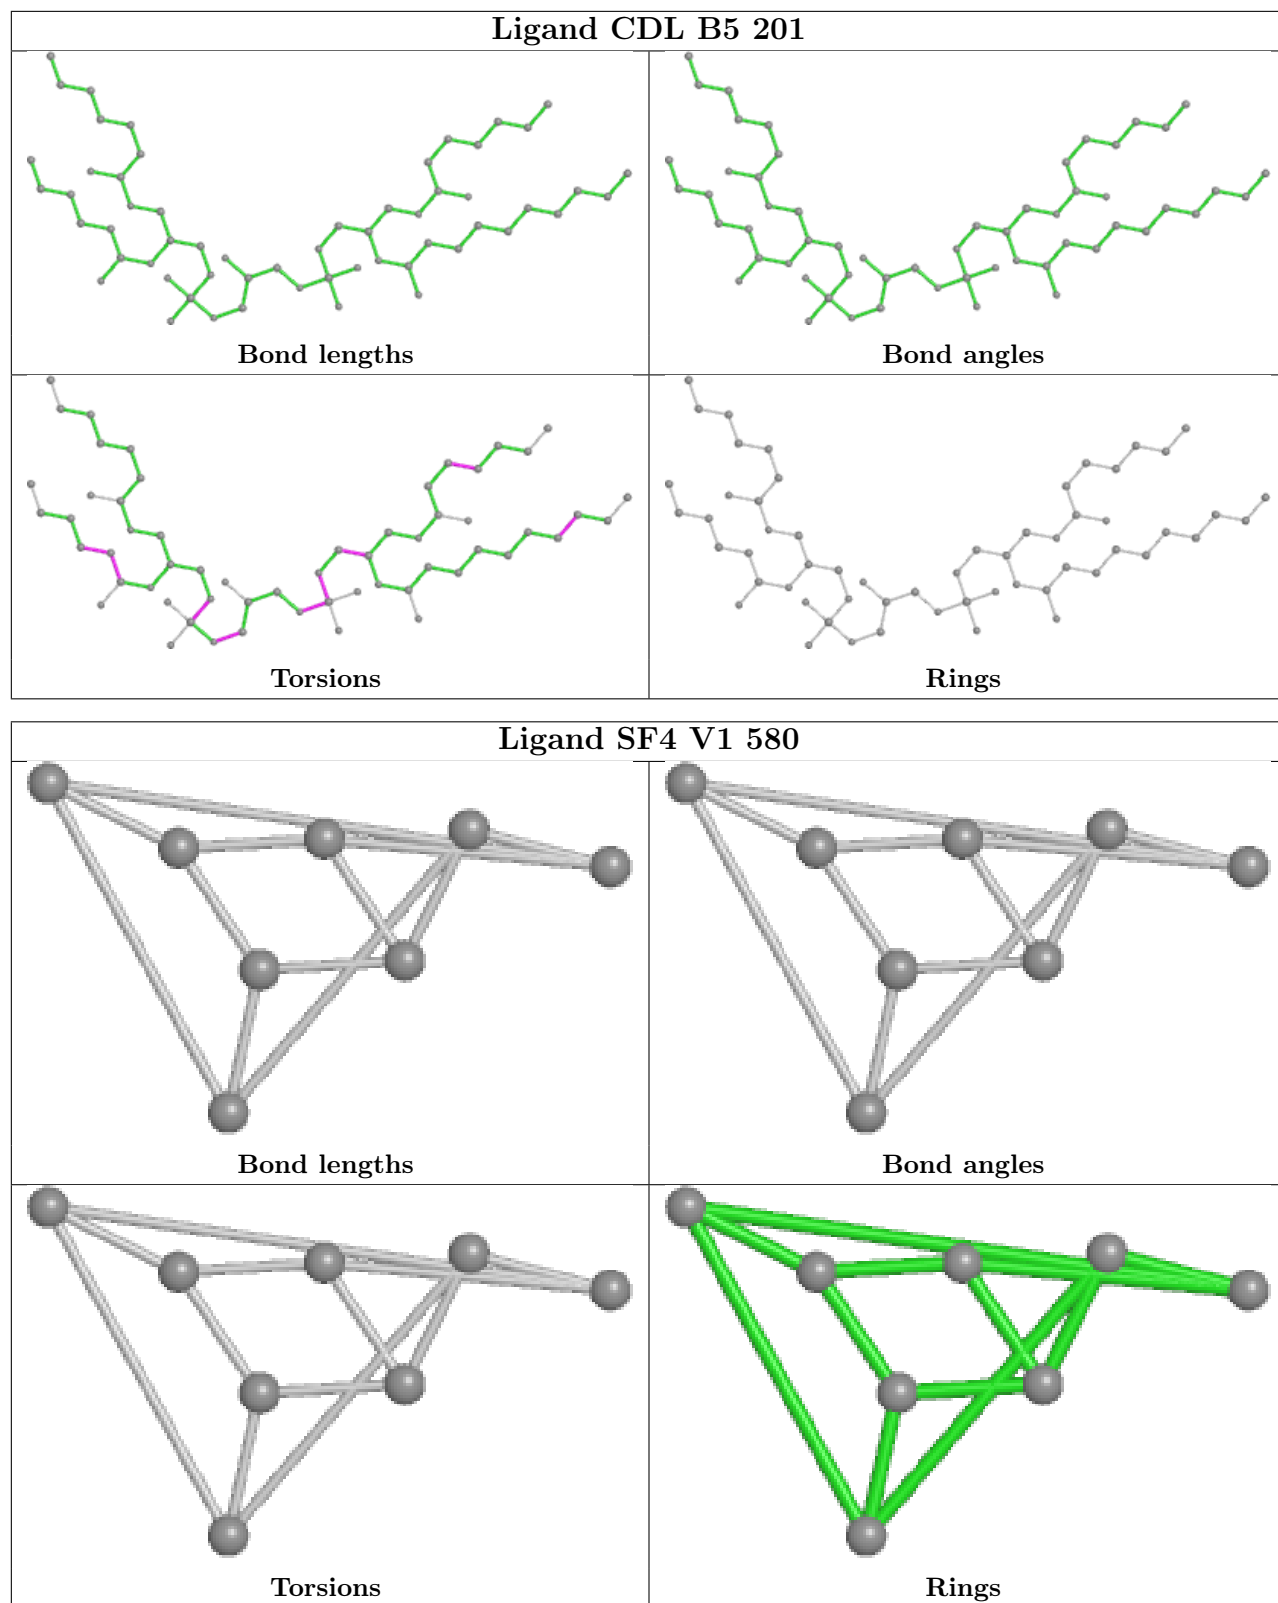 Ligand CDL B5 201
Bond lengths
Bond angles
Torsions
Rings
Ligand SF4 V1 580
Bond lengths
Bond angles
Torsions
Rings